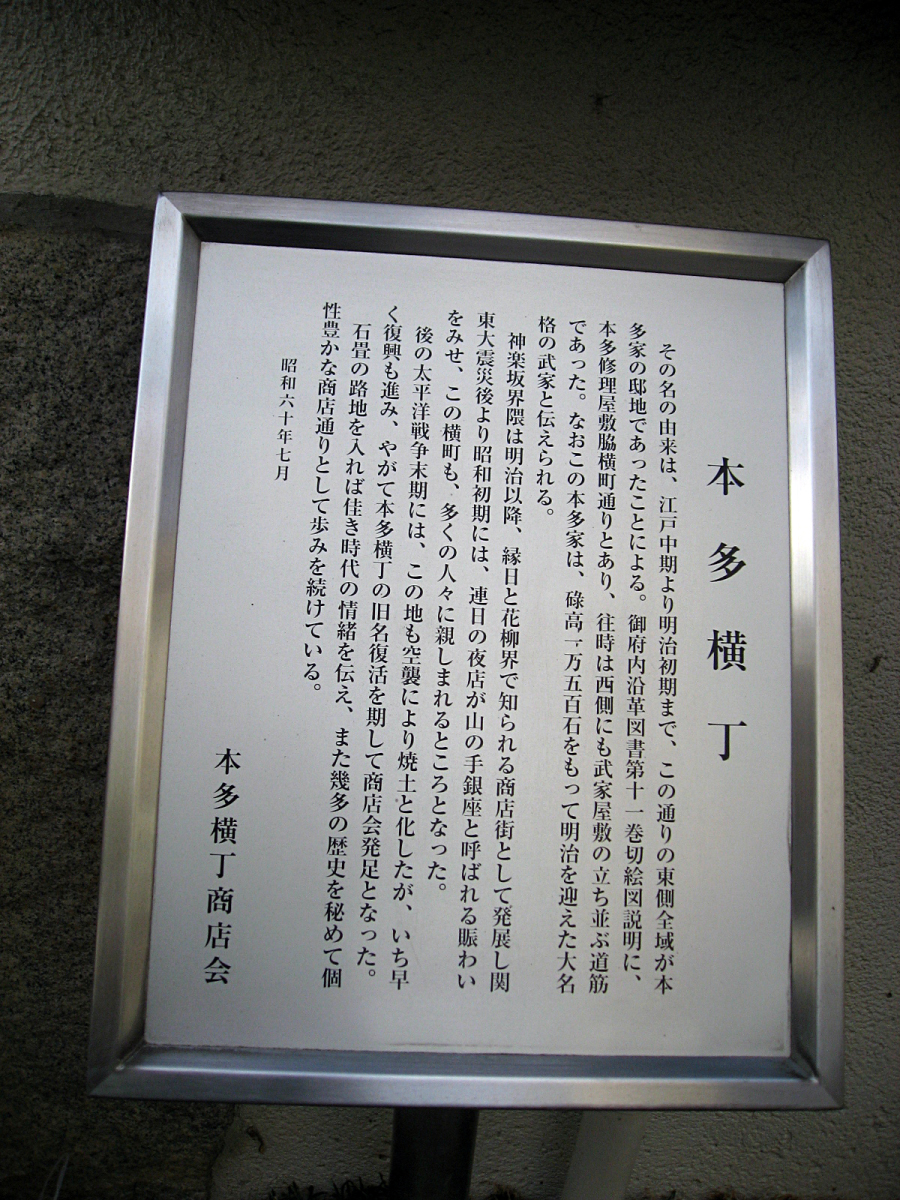 本多横丁
その名の由来は、江戸中期より明治初期まで、この通りの東側全域が本
多家の邸地であったことによる。御府内沿革図書第十一巻切絵図説明に、
本多修理屋敷脇横町通りとあり、往時は西側にも武家屋敷の立ち並ぶ道筋
であった。なおこの本多家は、碌高一万五百石をもって明治を迎えた大名
格の武家と伝えられる。
神楽坂界隈は明治以降、縁日と花柳界で知られる商店街として発展し関
東大震災後より昭和初期には、連日の夜店が山の手銀座と呼ばれる賑わい
をみせ、この横町も、多くの人々に親しまれるところとなった。
後の太平洋戦争末期には、この地も空襲により焼土と化したが、いち早
く復興も進み、やがて本多横丁の旧名復活を期して商店会発足となった。
石畳の路地を入れば佳き時代の情緒を伝え、また幾多の歴史を秘めて個
性豊かな商店通りとして歩みを続けている。
昭和六十年七月
本多横丁商店会